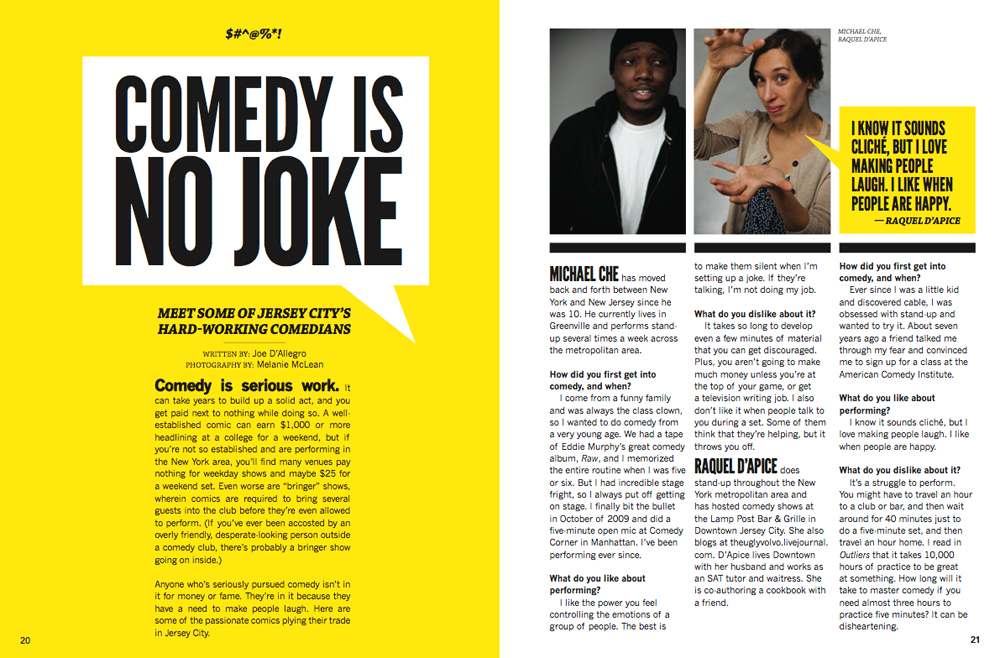 $#^@%*!
COMEDY IS
NO JOKE
MEET SOME OF JERSEY CITY'S
HARD-WORKING COMEDIANS
WRITTEN BY: Joe D'Allegro
PHOTOGRAPHY BY: Melanie McLean
Comedy is serious work. It
can take years to build up a solid act, and you
get paid next to nothing while doing so. A well-
established comic can earn $1,000 or more
headlining at a college for a weekend, but if
you're not so established and are performing in
the New York area, you'll find many venues pay
nothing for weekday shows and maybe $25 for
a weekend set. Even worse are "bringer" shows,
wherein comics are required to bring several
guests into the club before they're even allowed
to perform. (If you've ever been accosted by an
overly friendly, desperate-looking person outside
a comedy club, there's probably a bringer show
going on inside.)
Anyone who's seriously pursued comedy isn't in
it for money or fame. They're in it because they
have a need to make people laugh. Here are
some of the passionate comics plying their trade
in Jersey City.
20
MICHAEL CHE,
RAQUEL D'APICE
I KNOW IT SOUNDS
CLICHÉ, BUT I LOVE
MAKING PEOPLE
LAUGH. I LIKE WHEN
PEOPLE ARE HAPPY.
— RAQUEL D'APICE
MICHAEL CHE has moved
back and forth between New
York and New Jersey since he
was 10. He currently lives in
Greenville and performs stand-
up several times a week across
the metropolitan area.
How did you first get into
comedy, and when?
I come from a funny family
and was always the class clown,
so I wanted to do comedy from
a very young age. We had a tape
of Eddie Murphy's great comedy
album, Raw, and I memorized
the entire routine when I was five
or six. But I had incredible stage
fright, so I always put off getting
on stage. I finally bit the bullet
in October of 2009 and did a
five-minute open mic at Comedy
Corner in Manhattan. I've been
performing ever since.
What do you like about
performing?
I like the power you feel
controlling the emotions of a
group of people. The best is
to make them silent when I'm
setting up a joke. If they're
talking, I'm not doing my job.
What do you dislike about it?
It takes so long to develop
even a few minutes of material
that you can get discouraged.
Plus, you aren't going to make
much money unless you're at
the top of your game, or get
a television writing job. I also
don't like it when people talk to
you during a set. Some of them
think that they're helping, but it
throws you off.
RAQUEL D'APICE does
stand-up throughout the New
York metropolitan area and
has hosted comedy shows at
the Lamp Post Bar & Grille in
Downtown Jersey City. She also
blogs at theuglyvolvo.livejournal.
com. D'Apice lives Downtown
with her husband and works as
an SAT tutor and waitress. She
is co-authoring a cookbook with
a friend.
How did you first get into
comedy, and when?
Ever since I was a little kid
and discovered cable, I was
obsessed with stand-up and
wanted to try it. About seven
years ago a friend talked me
through my fear and convinced
me to sign up for a class at the
American Comedy Institute.
What do you like about
performing?
I know it sounds cliché, but I
love making people laugh. I like
when people are happy.
What do you dislike about it?
It's a struggle to perform.
You might have to travel an hour
to a club or bar, and then wait
around for 40 minutes just to
do a five-minute set, and then
travel an hour home. I read in
Outliers that it takes 10,000
hours of practice to be great
at something. How long will it
take to master comedy if you
need almost three hours to
practice five minutes? It can be
disheartening.
21